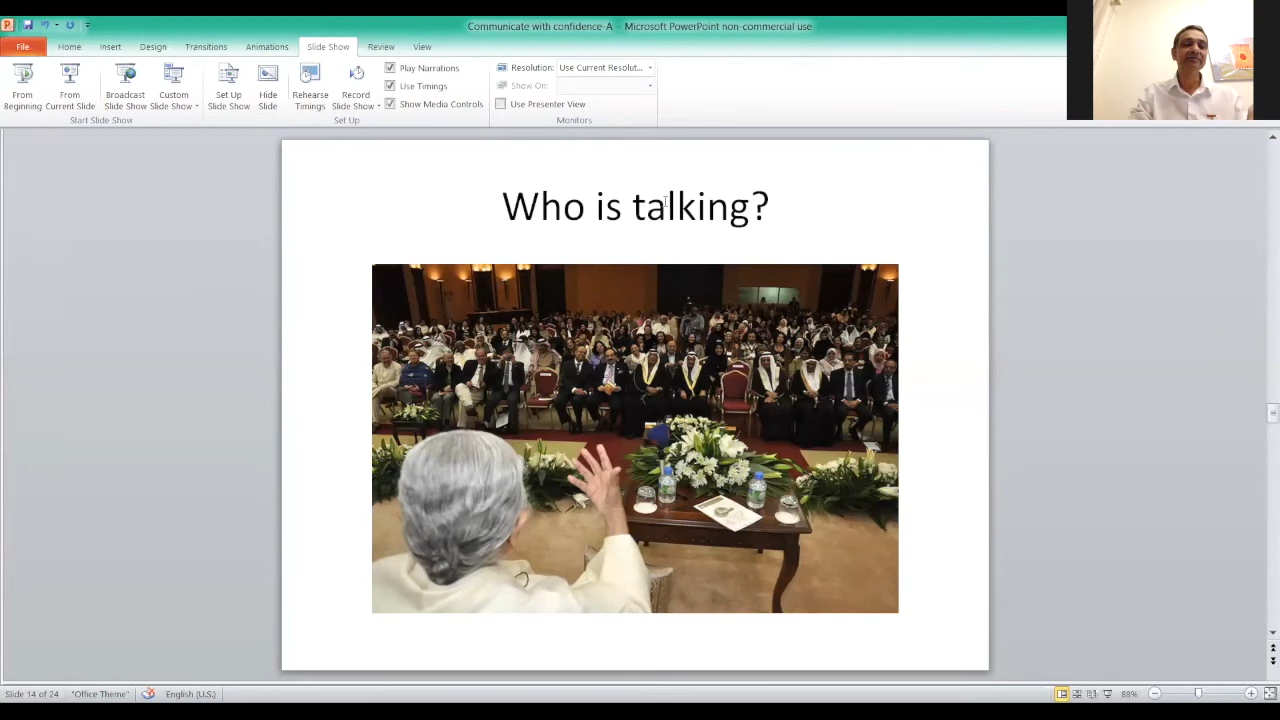 Communicate with confidence-A - Microsoft PowerPoint non-commercial use
File Home Insert Design Transitions Animations Slide Show Review View
From Beginning
From Current Slide
Broadcast Slide Show
Custom Slide Show
Start Slide Show
Set Up Slide Show
Hide Slide
Rehearse Timings
Record Slide Show
Play Narrations
Use Timings
Show Media Controls
Set Up
Resolution: Use Current Resolut...
Show On:
Use Presenter View
Monitors
Who is talking?
Slide 14 of 24 "Office Theme" English (U.S.) 88%